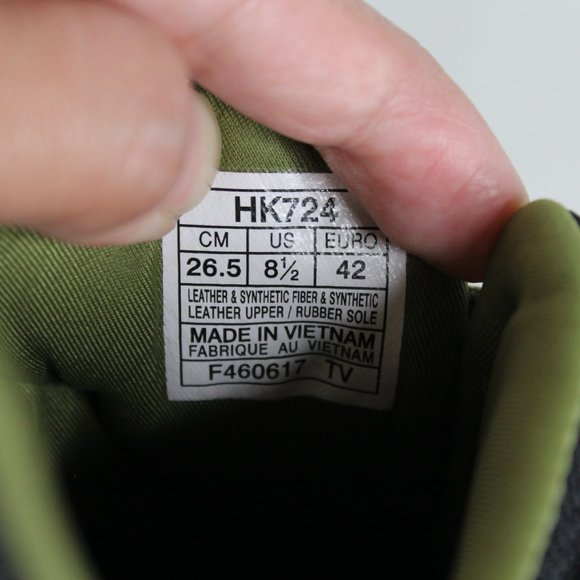 HK724
CM US EURO
26.5 8½ 42
LEATHER & SYNTHETIC FIBER & SYNTHETIC
LEATHER UPPER / RUBBER SOLE
MADE IN VIETNAM
FABRIQUE AU VIETNAM
F460617 TV